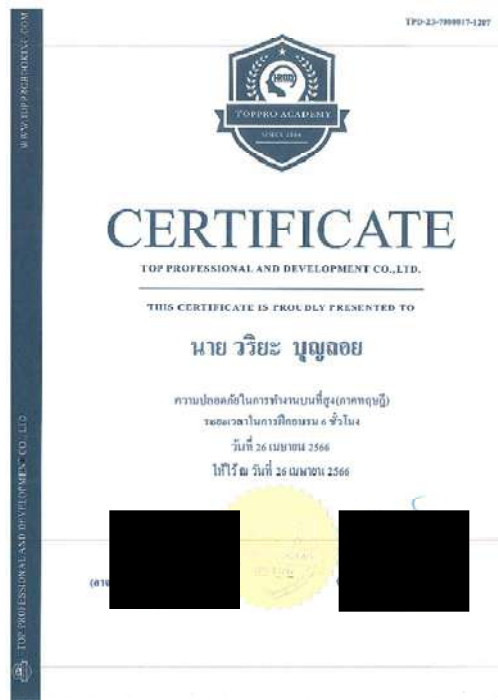 TPD-23-7000017-1207
TOPPRO ACADEMY
CERTIFICATE
TOP PROFESSIONAL AND DEVELOPMENT CO.,LTD.
THIS CERTIFICATE IS PROUDLY PRESENTED TO
นาย วริยะ บุญถอย
ความปลอดภัยในการทำงานบนที่สูง(ภาคทฤษฎี)
ระยะเวลาในการฝึกอบรม 6 ชั่วโมง
วันที่ 26 เมษายน 2566
ให้ไว้ ณ วันที่ 26 เมษายน 2566
TOP PROFESSIONAL AND DEVELOPMENT CO., LTD